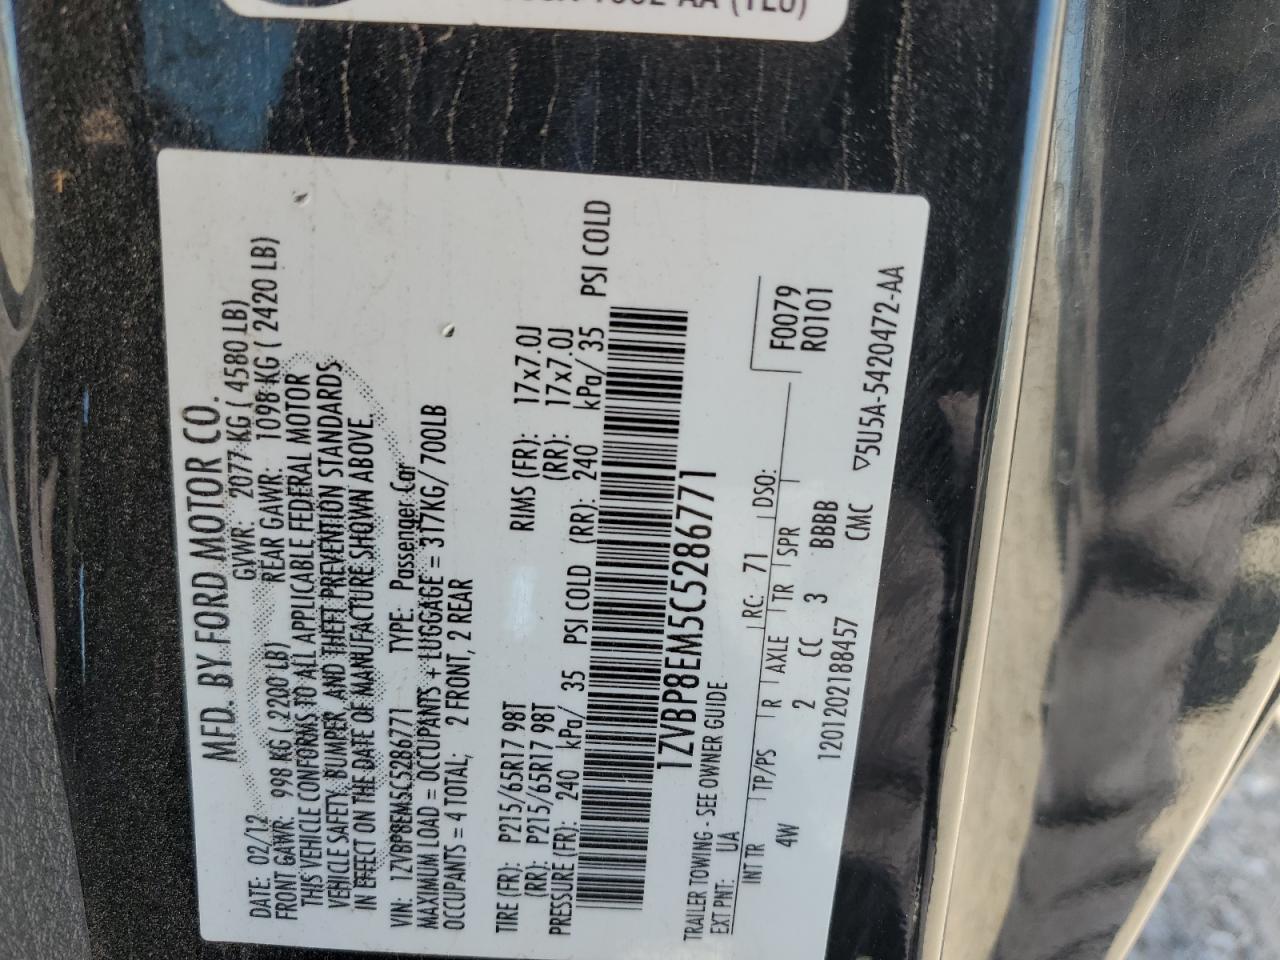 MFD. BY FORD MOTOR CO.
DATE: 02/12 GVWR: 2077 KG ( 4580 LB)
FRONT GAWR: 998 KG ( 2200 LB) REAR GAWR: 1098 KG ( 2420 LB)
THIS VEHICLE CONFORMS TO ALL APPLICABLE FEDERAL MOTOR
VEHICLE SAFETY, BUMPER, AND THEFT PREVENTION STANDARDS
IN EFFECT ON THE DATE OF MANUFACTURE SHOWN ABOVE.
VIN: 1ZVBP8EM5C5286771 TYPE: Passenger Car
MAXIMUM LOAD = OCCUPANTS + LUGGAGE = 317KG/ 700LB
OCCUPANTS = 4 TOTAL; 2 FRONT, 2 REAR
TIRE (FR): P215/65R17 98T RIMS (FR): 17x7.0J
(RR): P215/65R17 98T (RR): 17x7.0J
PRESSURE (FR): 240 kPa/ 35 PSI COLD (RR): 240 kPa/ 35 PSI COLD
1ZVBP8EM5C5286771
TRAILER TOWING - SEE OWNER GUIDE
EXT PNT: UA RC: 71 DSO: F0079
INT TR TP/PS R AXLE TR SPR R0101
4W 2 CC 3 BBBB
12012O2188457 CMC ▽5U5A-5420472-AA